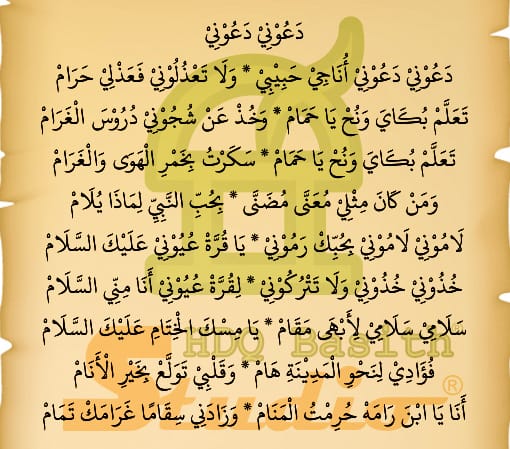 دَعُوْنِيْ دَعُوْنِيْ
دَعُوْنِيْ دَعُوْنِيْ أُنَاجِيْ حَبِيْبِيْ * وَلَا تَعْذُلُوْنِيْ فَعَذْلِيْ حَرَامْ
تَعَلَّمْ بُكَايَ وَنُحْ يَا حَمَامْ * وَخُذْ عَنْ شُجُوْنِيْ دُرُوْسَ الْغَرَامْ
تَعَلَّمْ بُكَايَ وَنُحْ يَا حَمَامْ * سَكَرْتُ بِخَمْرِ الْهَوَى وَالْغَرَامْ
وَمَنْ كَانَ مِثْلِيْ مُعَنَّى مُضَنَّى * بِحُبِّ النَّبِيِّ لِمَاذَا يُلَامْ
لَامُوْنِيْ لَامُوْنِيْ بِحُبِّكْ رَمُوْنِيْ * يَا قُرَّةْ عُيُوْنِيْ عَلَيْكَ السَّلَامْ
خُذُوْنِيْ خُذُوْنِيْ وَلَا تَتْرُكُوْنِيْ * لِقُرَّةْ عُيُوْنِيْ أَنَا مِنِّي السَّلَامْ
سَلَامِيْ سَلَامِيْ لِأَبْهَى مَقَامْ * يَا مِسْكَ الْخِتَامِ عَلَيْكَ السَّلَامْ
فُؤَادِيْ لِنَحْوِ الْمَدِيْنَةِ هَامْ * وَقَلْبِيْ تَوَلَّعْ بِخَيْرِ الْأَنَامْ
أَنَا يَا ابْنَ رَامَهْ حُرِمْتُ الْمَنَامْ * وَزَادَنِي سِقَامًا غَرَامَكْ تَمَامْ
HDQ Basith
Studio®